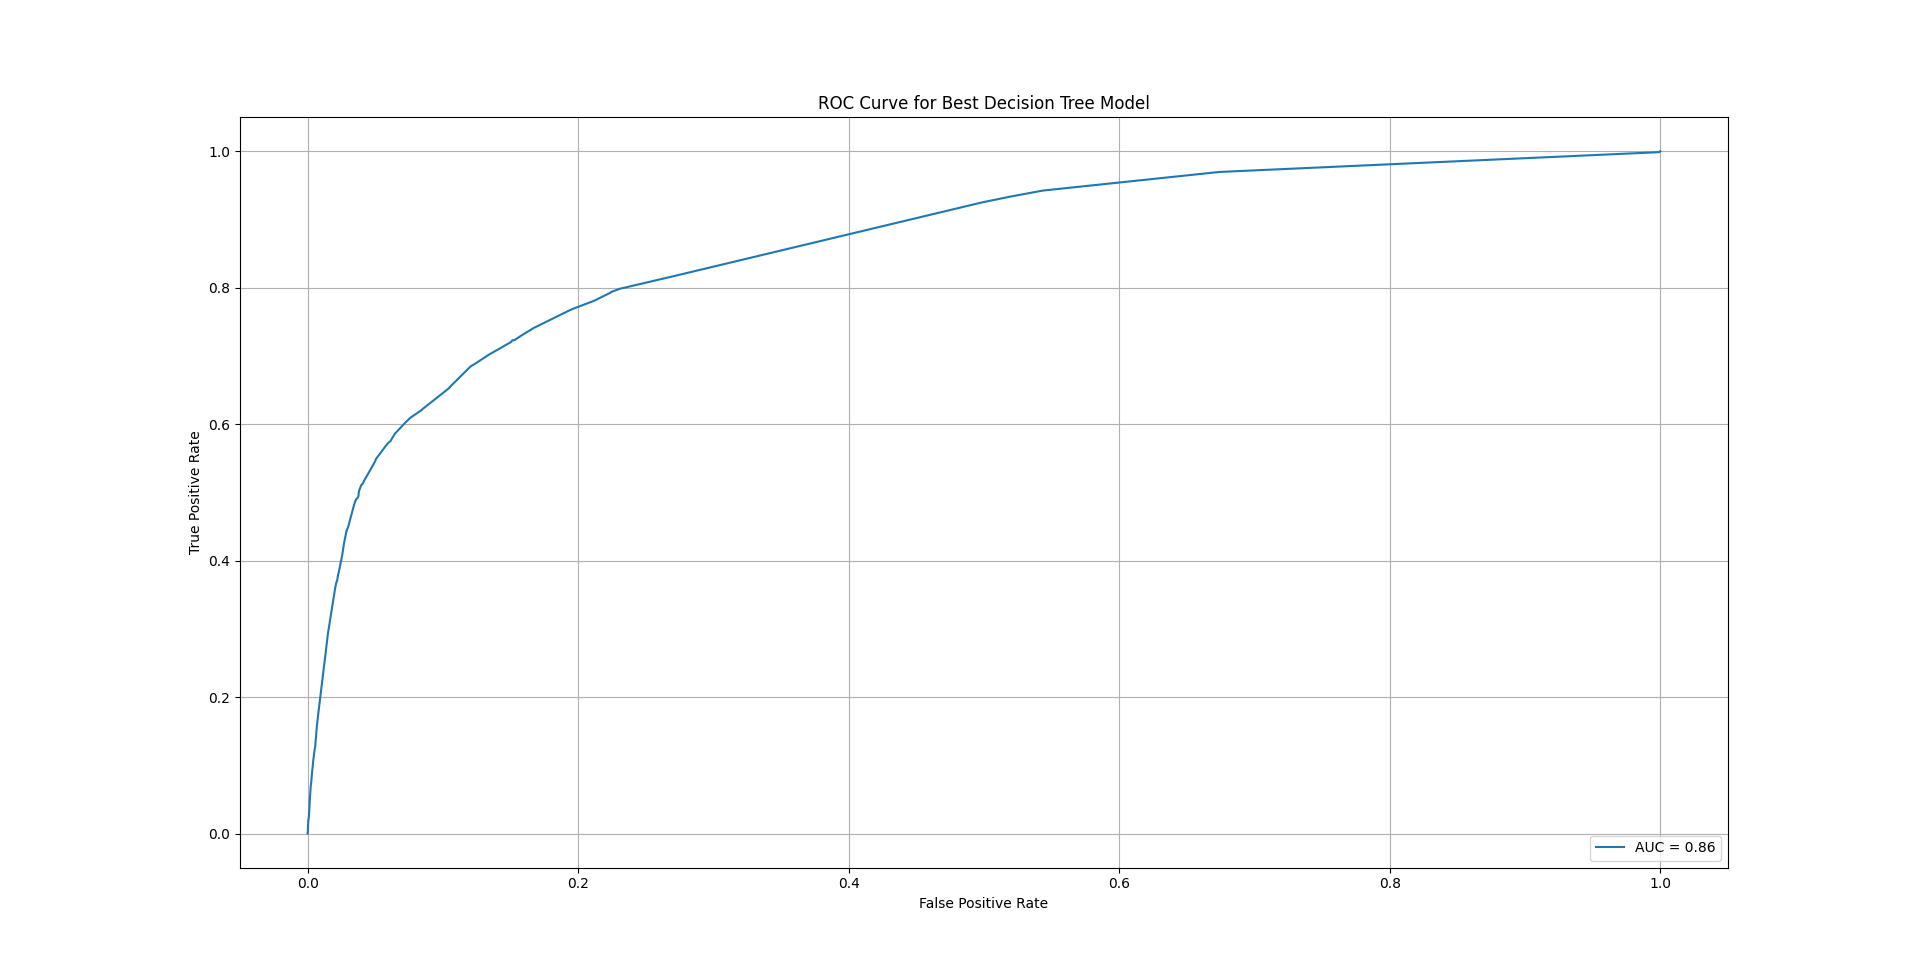 ROC Curve for Best Decision Tree Model
1.0
0.8
0.6
0.4
0.2
0.0
True Positive Rate
0.0 0.2 0.4 0.6 0.8 1.0
False Positive Rate
AUC = 0.86